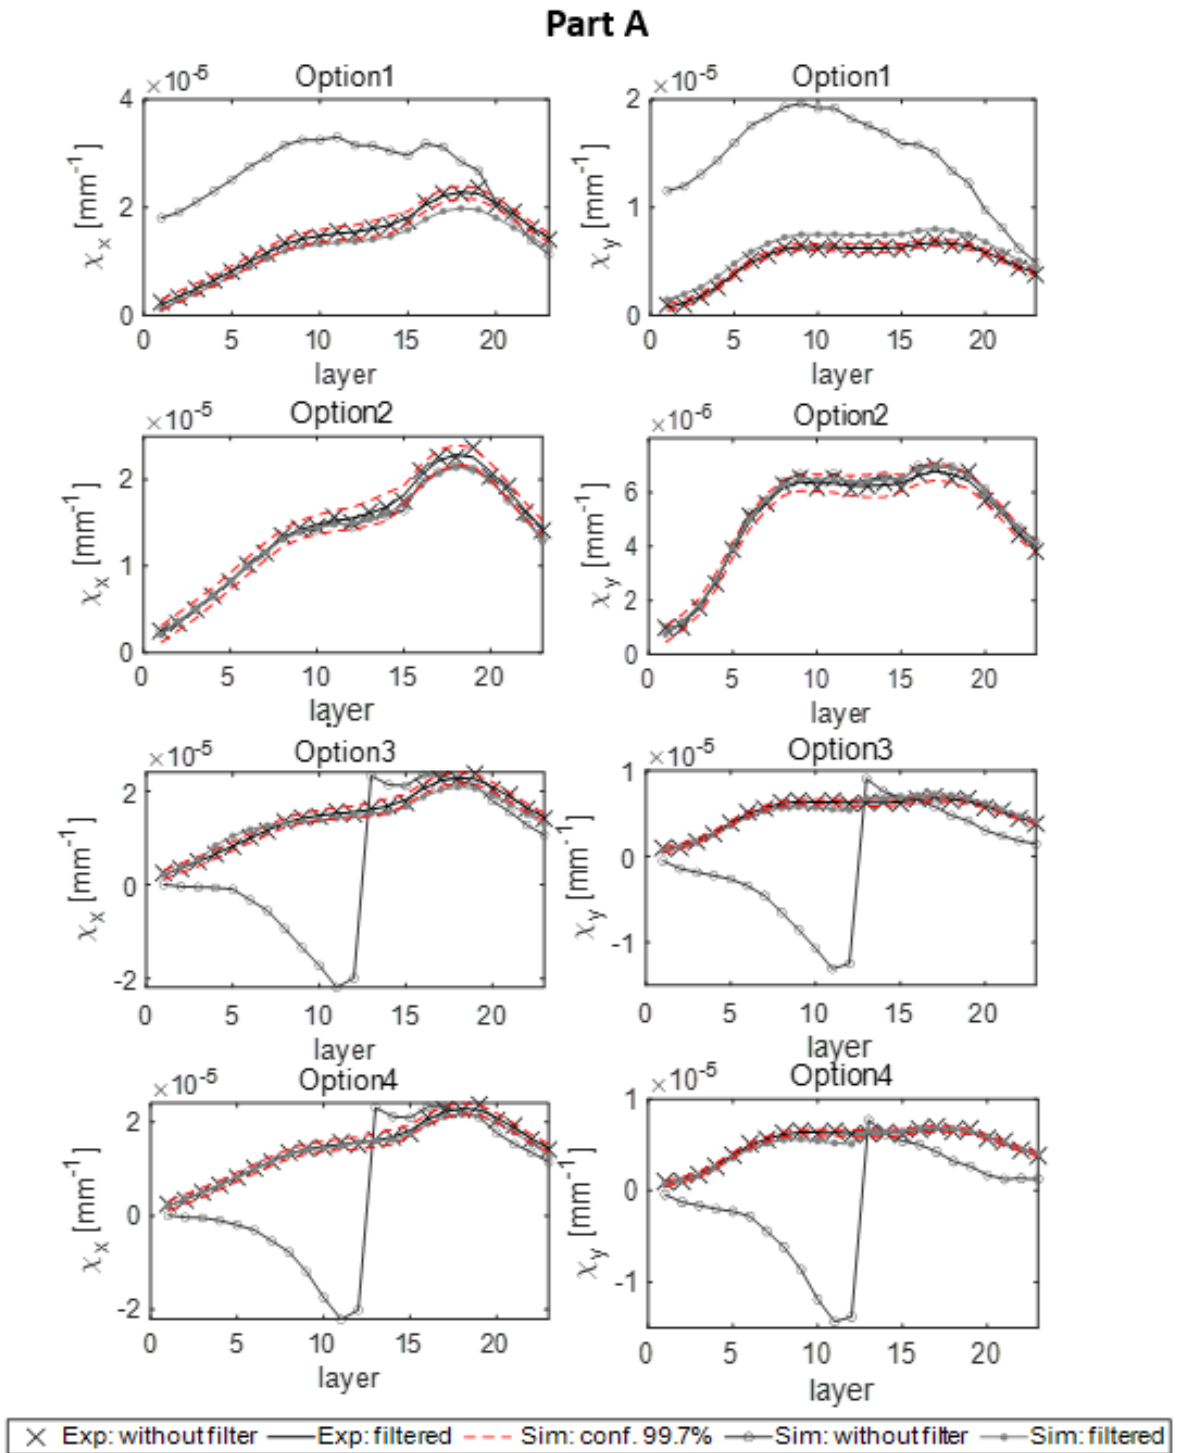 Part A
×10⁻⁵ Option1
4
2
0
χx [mm⁻¹]
0 5 10 15 20
layer
×10⁻⁵ Option1
2
1
0
χy [mm⁻¹]
0 5 10 15 20
layer
×10⁻⁵ Option2
2
1
0
χx [mm⁻¹]
0 5 10 15 20
layer
×10⁻⁶ Option2
6
4
2
0
χy [mm⁻¹]
0 5 10 15 20
layer
×10⁻⁵ Option3
2
0
-2
χx [mm⁻¹]
0 5 10 15 20
layer
×10⁻⁵ Option3
1
0
-1
χy [mm⁻¹]
0 5 10 15 20
layer
×10⁻⁵ Option4
2
0
-2
χx [mm⁻¹]
0 5 10 15 20
layer
×10⁻⁵ Option4
1
0
-1
χy [mm⁻¹]
0 5 10 15 20
layer
Exp: without filter Exp: filtered Sim: conf. 99.7% Sim: without filter Sim: filtered